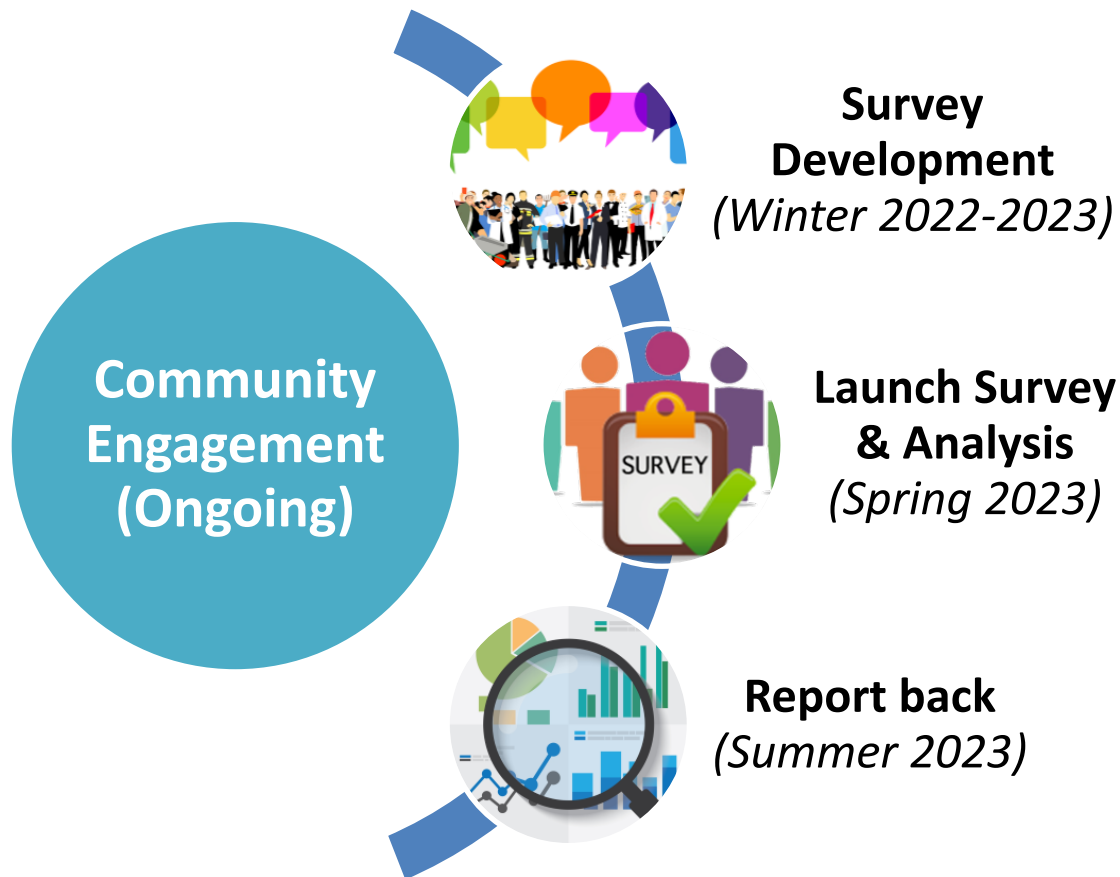 Community
Engagement
(Ongoing)
Survey
Development
(Winter 2022-2023)
Launch Survey
& Analysis
(Spring 2023)
SURVEY
Report back
(Summer 2023)